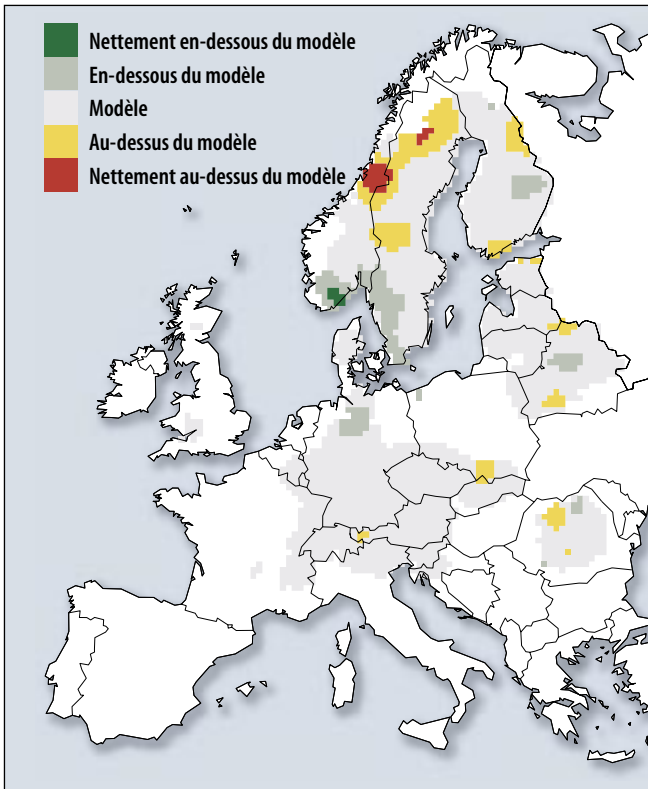 Nettement en-dessous du modèle
En-dessous du modèle
Modèle
Au-dessus du modèle
Nettement au-dessus du modèle